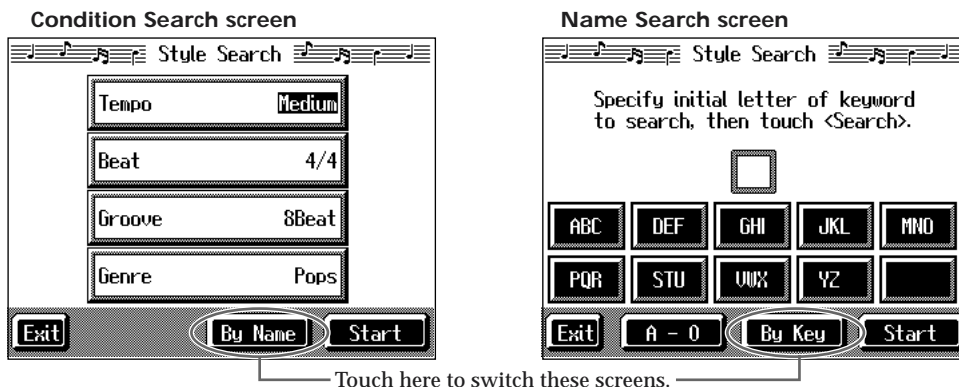 Condition Search screen
Style Search
Tempo Medium
Beat 4/4
Groove 8Beat
Genre Pops
Exit By Name Start
Name Search screen
Style Search
Specify initial letter of keyword
to search, then touch <Search>.
ABC DEF GHI JKL MNO
PQR STU VWX YZ
Exit A - 0 By Key Start
Touch here to switch these screens.